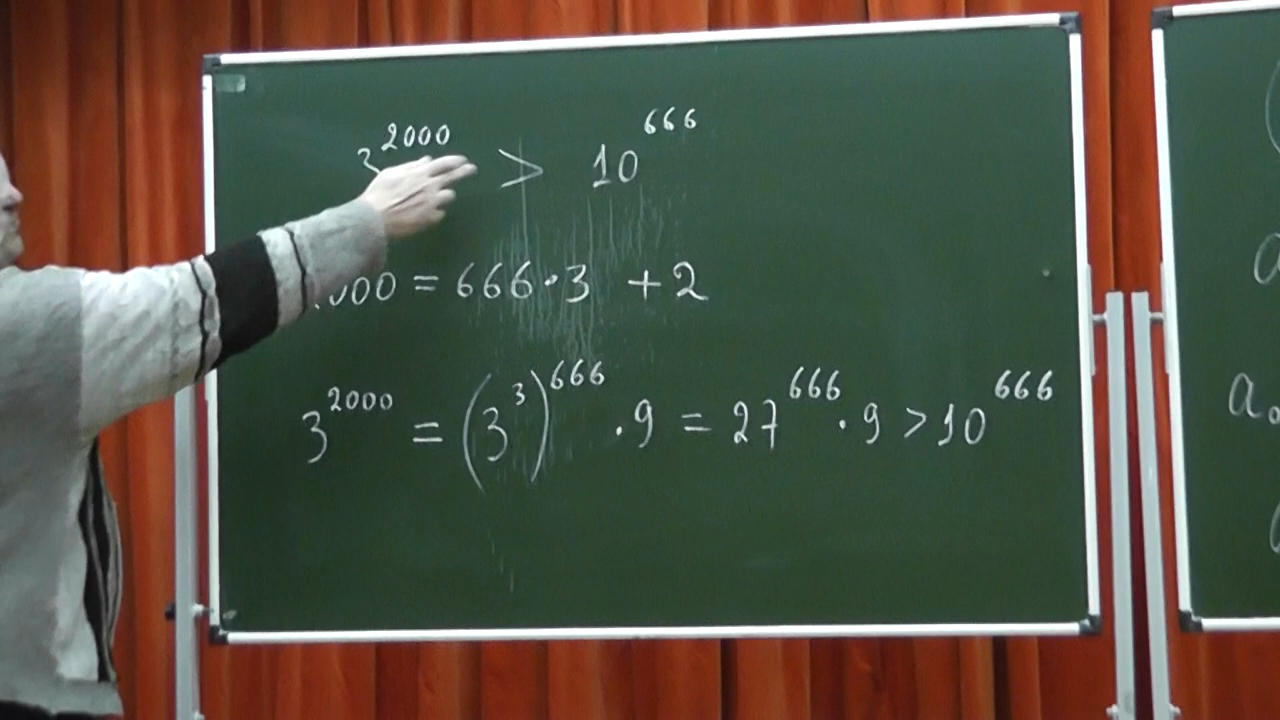 3^2000 > 10^666
000 = 666·3 + 2
3^2000 = (3^3)^666 · 9 = 27^666 · 9 > 10^666
a
a₀